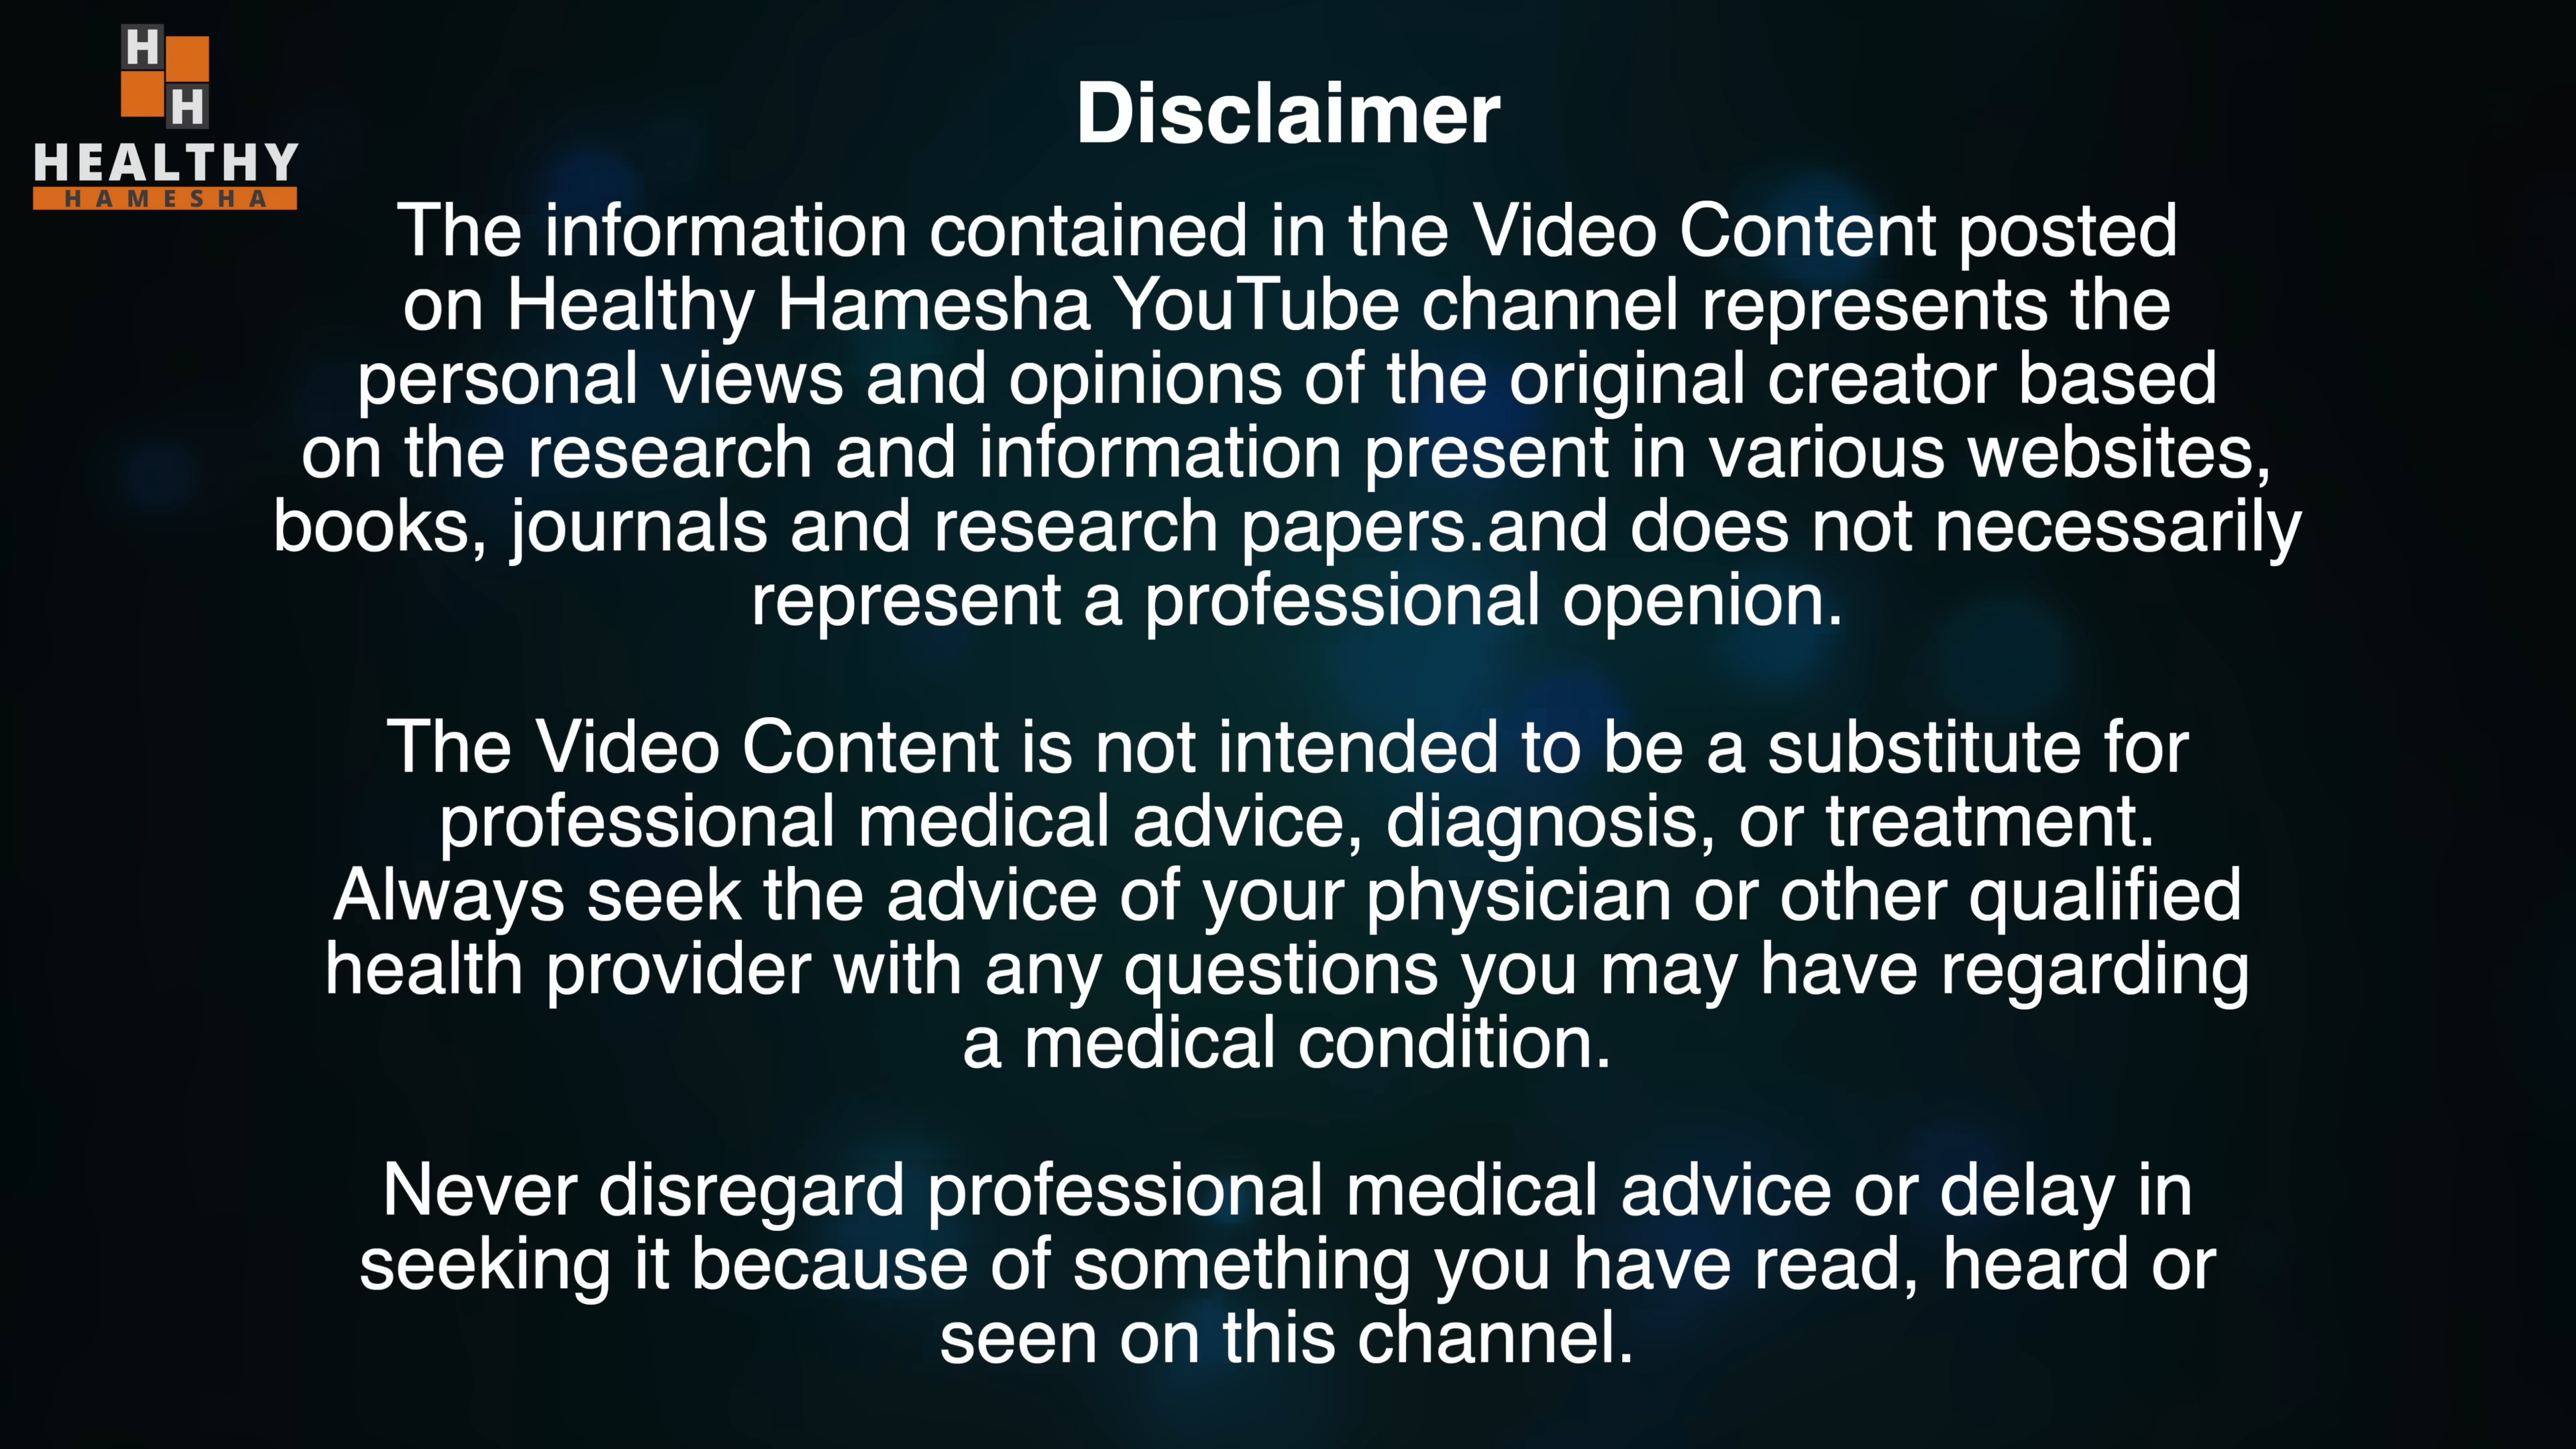 H
H
HEALTHY
HAMESHA
Disclaimer
The information contained in the Video Content posted
on Healthy Hamesha YouTube channel represents the
personal views and opinions of the original creator based
on the research and information present in various websites,
books, journals and research papers.and does not necessarily
represent a professional openion.
The Video Content is not intended to be a substitute for
professional medical advice, diagnosis, or treatment.
Always seek the advice of your physician or other qualified
health provider with any questions you may have regarding
a medical condition.
Never disregard professional medical advice or delay in
seeking it because of something you have read, heard or
seen on this channel.